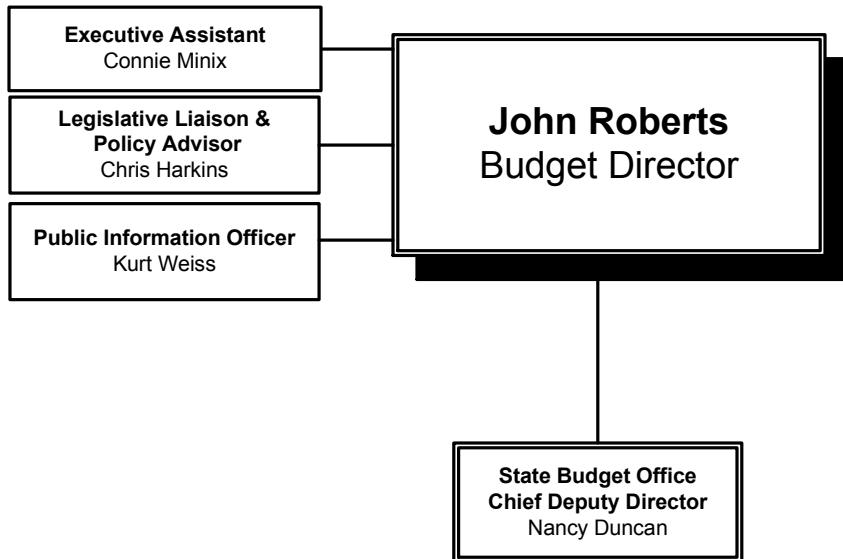 Executive Assistant
Connie Minix
Legislative Liaison &
Policy Advisor
Chris Harkins
Public Information Officer
Kurt Weiss
John Roberts
Budget Director
State Budget Office
Chief Deputy Director
Nancy Duncan